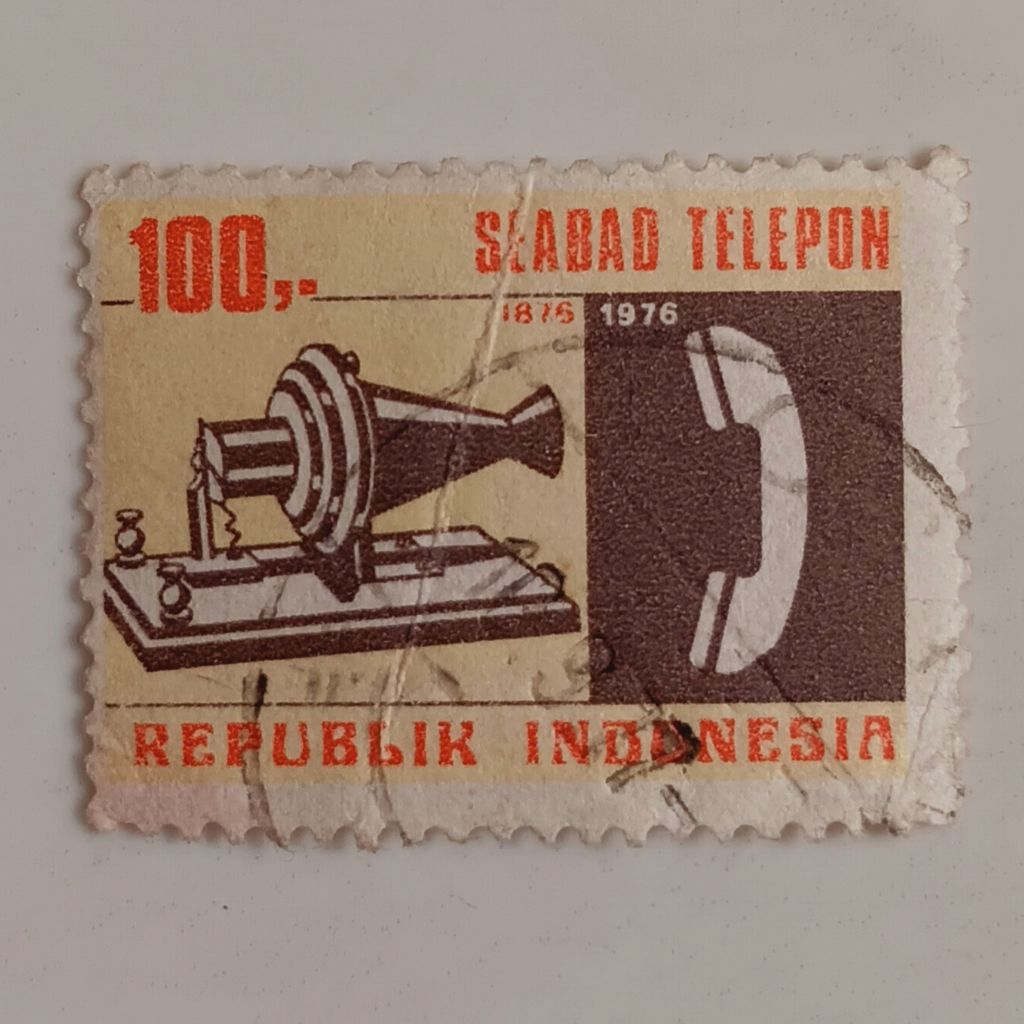 100,- SEABAD TELEPON
1876 1976
REPUBLIK INDONESIA